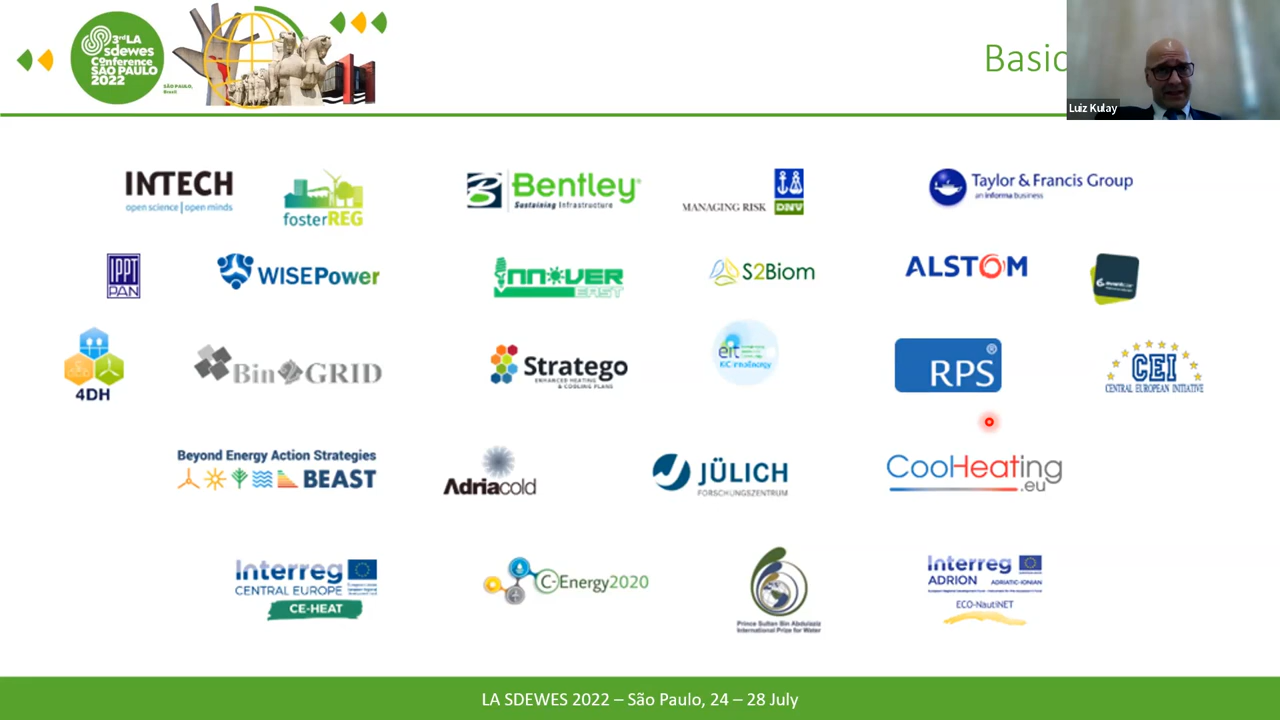 3rd LA
sdewes
Conference
SÃO PAULO
2022
SÃO PAULO,
Brazil
Basic
Luiz Kulay
INTECH
open science | open minds
fosterREG
Bentley®
Sustaining Infrastructure
MANAGING RISK
DNV
Taylor & Francis Group
an informa business
IPPT
PAN
WISEPower
INNOVER
EAST
S2Biom
ALSTOM
4DH
BinGRID
Stratego
ENHANCED HEATING
& COOLING PLANS
eit
KIC InnoEnergy
RPS®
CEI
CENTRAL EUROPEAN INITIATIVE
Beyond Energy Action Strategies
BEAST
Adriacold
JÜLICH
FORSCHUNGSZENTRUM
CoolHeating
.eu
Interreg
CENTRAL EUROPE
CE-HEAT
C-Energy2020
Prince Sultan Bin Abdulaziz
International Prize for Water
Interreg
ADRION ADRIATIC-IONIAN
ECO-NautiNET
LA SDEWES 2022 – São Paulo, 24 – 28 July